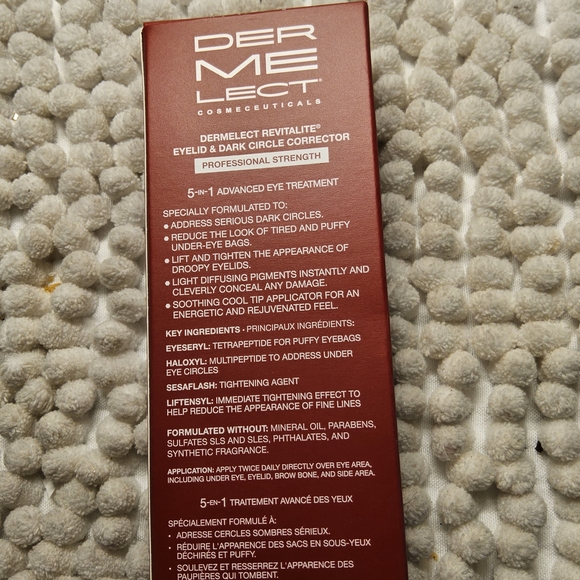 DER
ME
LECT®
COSMECEUTICALS
DERMELECT REVITALITE®
EYELID & DARK CIRCLE CORRECTOR
PROFESSIONAL STRENGTH
5-IN-1 ADVANCED EYE TREATMENT
SPECIALLY FORMULATED TO:
● ADDRESS SERIOUS DARK CIRCLES.
● REDUCE THE LOOK OF TIRED AND PUFFY
UNDER-EYE BAGS.
● LIFT AND TIGHTEN THE APPEARANCE OF
DROOPY EYELIDS.
● LIGHT DIFFUSING PIGMENTS INSTANTLY AND
CLEVERLY CONCEAL ANY DAMAGE.
● SOOTHING COOL TIP APPLICATOR FOR AN
ENERGETIC AND REJUVENATED FEEL.
KEY INGREDIENTS - PRINCIPAUX INGRÉDIENTS:
EYESERYL: TETRAPEPTIDE FOR PUFFY EYEBAGS
HALOXYL: MULTIPEPTIDE TO ADDRESS UNDER
EYE CIRCLES
SESAFLASH: TIGHTENING AGENT
LIFTENSYL: IMMEDIATE TIGHTENING EFFECT TO
HELP REDUCE THE APPEARANCE OF FINE LINES
FORMULATED WITHOUT: MINERAL OIL, PARABENS,
SULFATES SLS AND SLES, PHTHALATES, AND
SYNTHETIC FRAGRANCE.
APPLICATION: APPLY TWICE DAILY DIRECTLY OVER EYE AREA,
INCLUDING UNDER EYE, EYELID, BROW BONE, AND SIDE AREA.
5-EN-1 TRAITEMENT AVANCÉ DES YEUX
SPÉCIALEMENT FORMULÉ À:
• ADRESSE CERCLES SOMBRES SÉRIEUX.
• RÉDUIRE L'APPARENCE DES SACS EN SOUS-YEUX
DÉCHIRÉS ET PUFFY.
• SOULEVEZ ET RESSERREZ L'APPARENCE DES
PAUPIÈRES QUI TOMBENT.